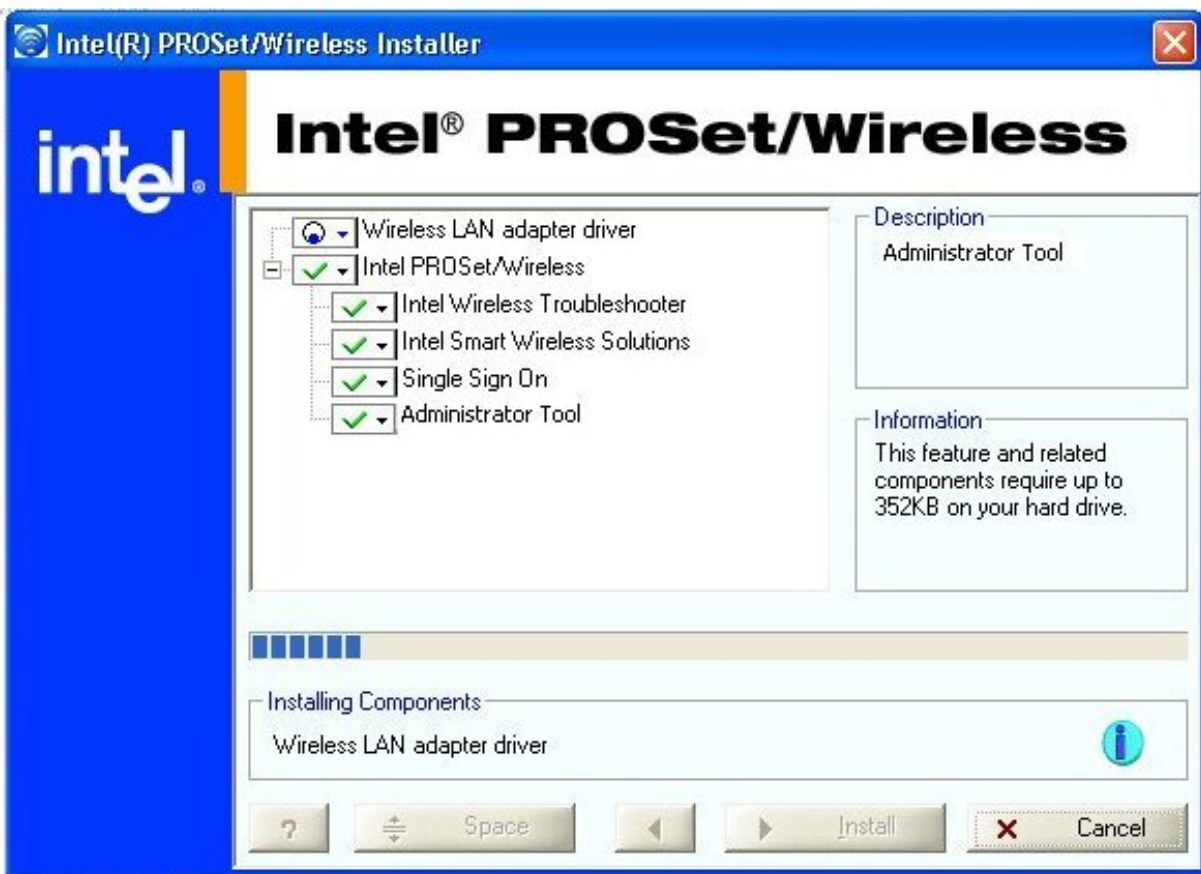 Intel(R) PROSet/Wireless Installer
intel®
Intel® PROSet/Wireless
Wireless LAN adapter driver
Intel PROSet/Wireless
Intel Wireless Troubleshooter
Intel Smart Wireless Solutions
Single Sign On
Administrator Tool
Description
Administrator Tool
Information
This feature and related
components require up to
352KB on your hard drive.
Installing Components
Wireless LAN adapter driver
? Space Install Cancel